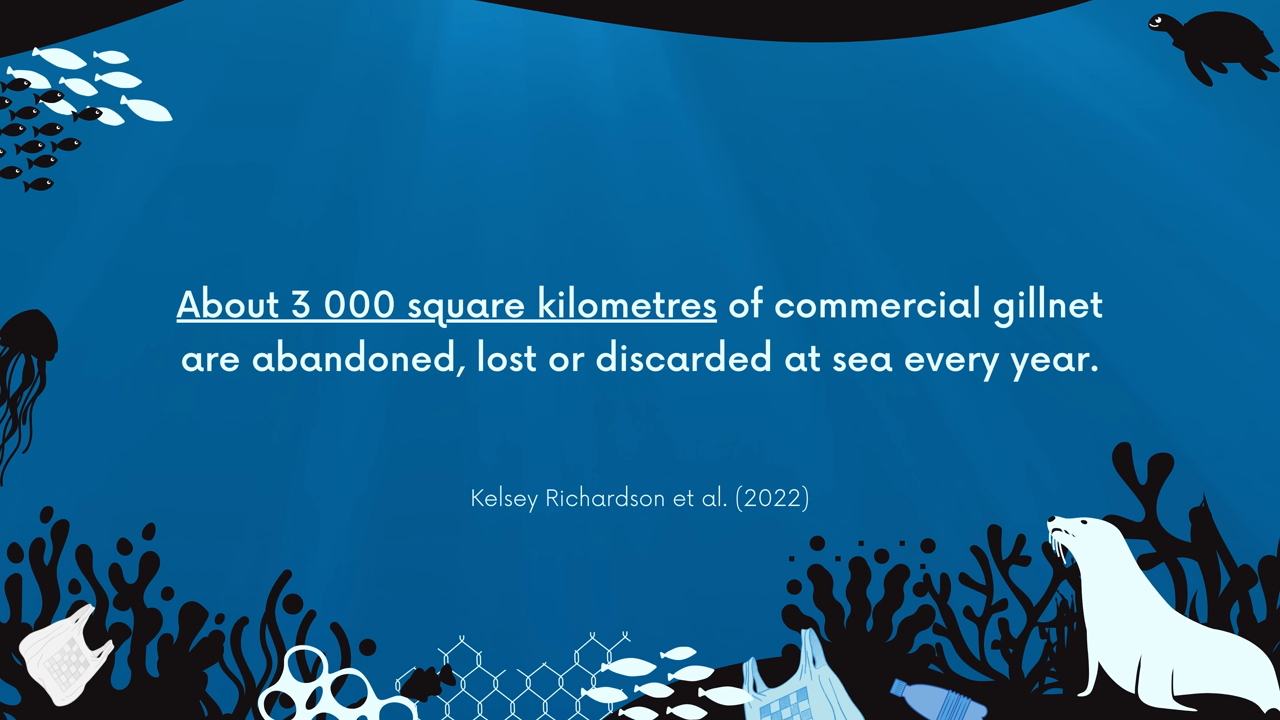 About 3 000 square kilometres of commercial gillnet
are abandoned, lost or discarded at sea every year.
Kelsey Richardson et al. (2022)